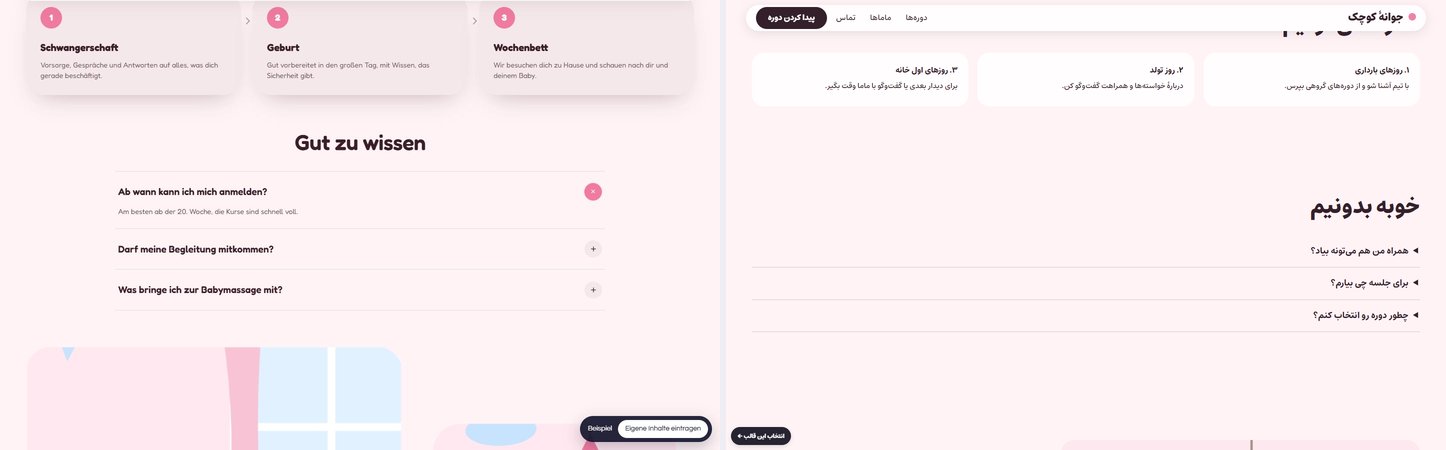 1
2
3
Schwangerschaft
Vorsorge, Gespräche und Antworten auf alles, was dich
gerade beschäftigt.
Geburt
Gut vorbereitet in den großen Tag, mit Wissen, das
Sicherheit gibt.
Wochenbett
Wir besuchen dich zu Hause und schauen nach dir und
deinem Baby.
Gut zu wissen
Ab wann kann ich mich anmelden?
Am besten ab der 20. Woche, die Kurse sind schnell voll.
Darf meine Begleitung mitkommen?
Was bringe ich zur Babymassage mit?
Beispiel
Eigene Inhalte eintragen
جوانهٔ کوچک
دوره‌ها
ماماها
تماس
پیدا کردن دوره
۱. روزهای بارداری
با تیم آشنا شو و از دوره‌های گروهی بپرس.
۲. روز تولد
دربارهٔ خواسته‌ها و همراهت گفت‌وگو کن.
۳. روزهای اول خانه
برای دیدار بعدی یا گفت‌وگو با ماما وقت بگیر.
خوبه بدونیم
همراه من هم می‌تونه بیاد؟
برای جلسه چی بیارم؟
چطور دوره رو انتخاب کنم؟
انتخاب این قالب ←